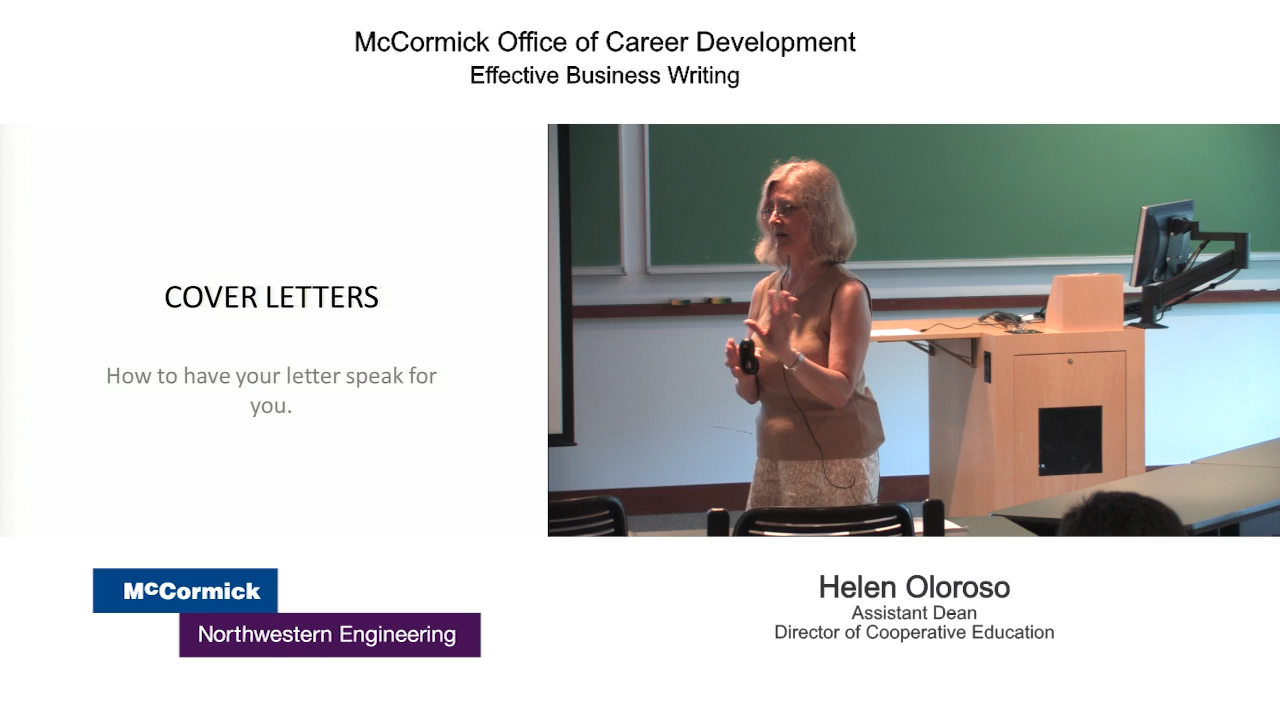 McCormick Office of Career Development
Effective Business Writing
COVER LETTERS
How to have your letter speak for
you.
McCormick
Northwestern Engineering
Helen Oloroso
Assistant Dean
Director of Cooperative Education